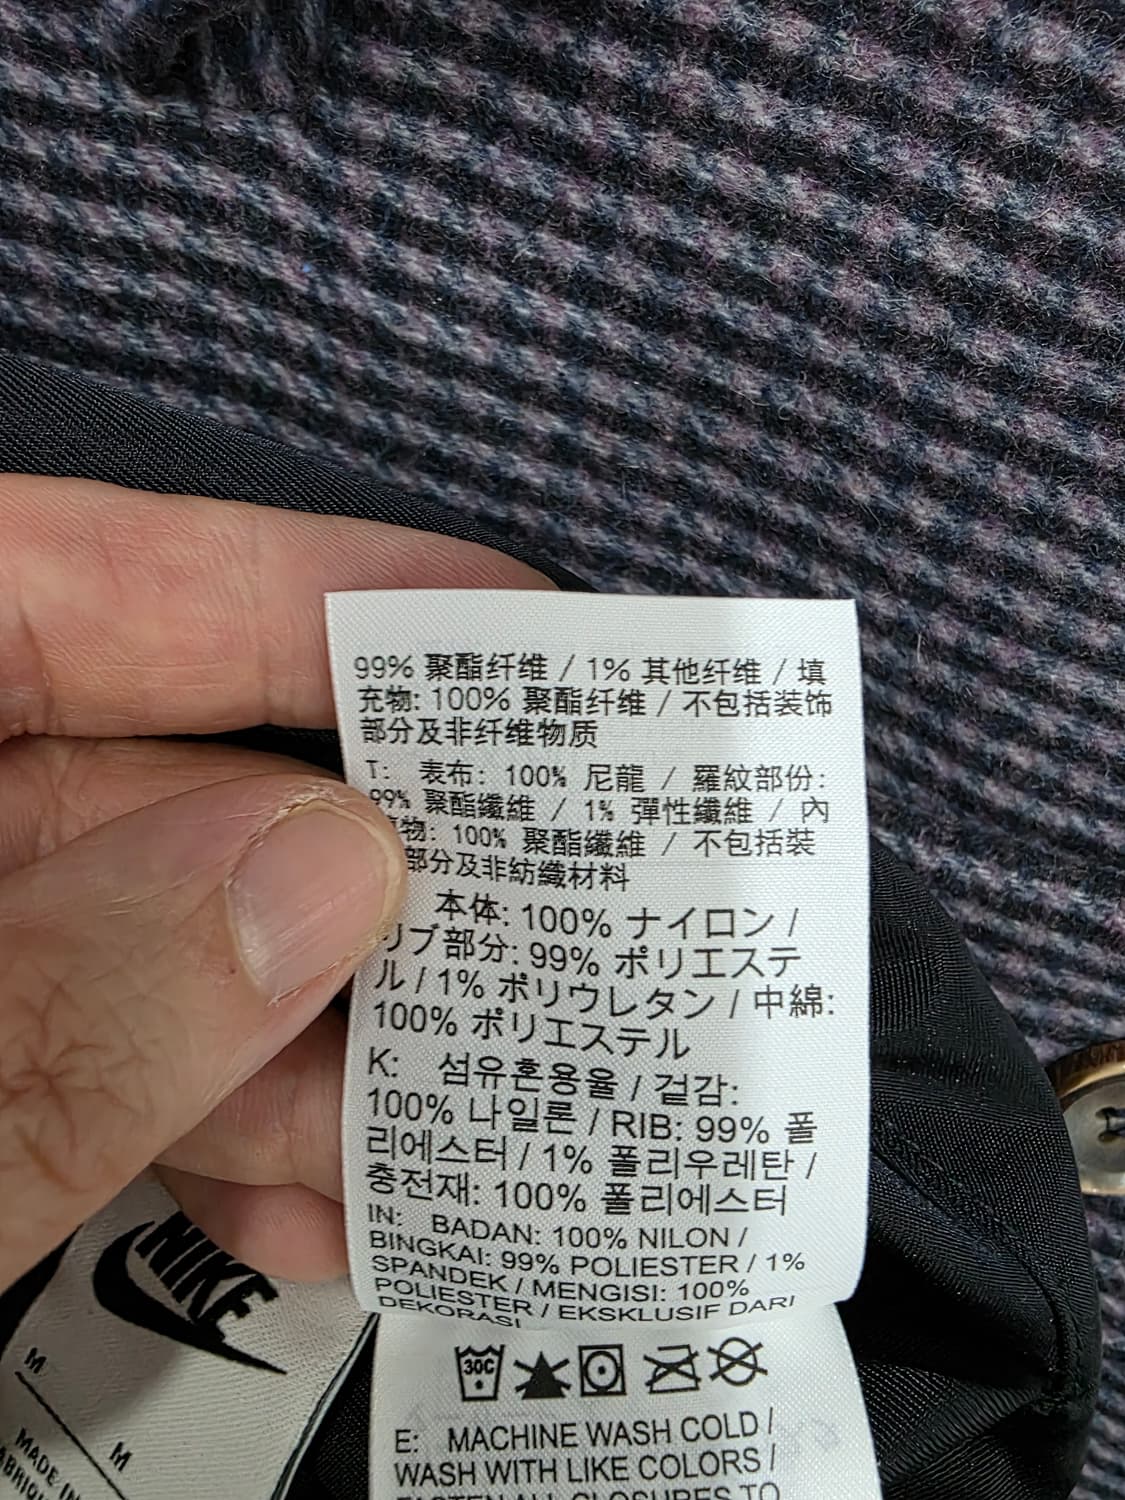 99% 聚酯纤维 / 1% 其他纤维 / 填
充物: 100% 聚酯纤维 / 不包括装饰
部分及非纤维物质
T: 表布: 100% 尼龍 / 羅紋部份:
99% 聚酯纖維 / 1% 彈性纖維 / 內
物: 100% 聚酯纖維 / 不包括裝
部分及非紡織材料
本体: 100% ナイロン /
リブ部分: 99% ポリエステ
ル / 1% ポリウレタン / 中綿:
100% ポリエステル
K: 섬유혼용율 / 겉감:
100% 나일론 / RIB: 99% 폴
리에스터 / 1% 폴리우레탄 /
충전재: 100% 폴리에스터
IN: BADAN: 100% NILON /
BINGKAI: 99% POLIESTER / 1%
SPANDEK / MENGISI: 100%
POLIESTER / EKSKLUSIF DARI
DEKORASI
30C
E: MACHINE WASH COLD /
WASH WITH LIKE COLORS /
FASTEN ALL CLOSURES TO
NIKE
M
M
MADE IN